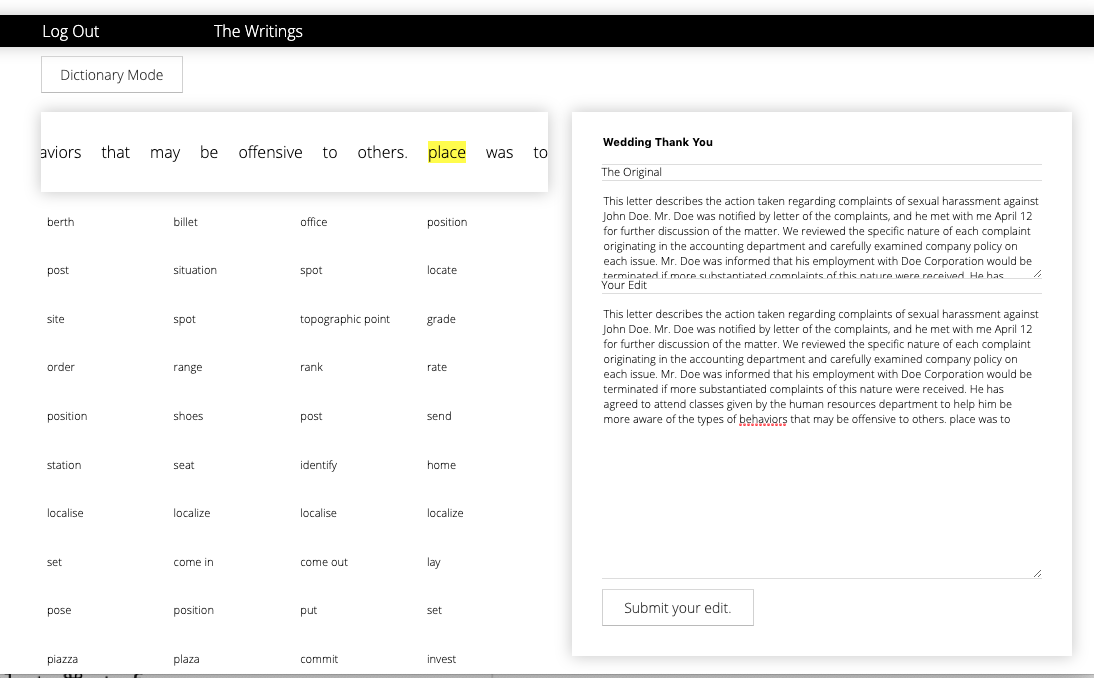 Log Out The Writings
Dictionary Mode
aviors that may be offensive to others. place was to
berth billet office position
post situation spot locate
site spot topographic point grade
order range rank rate
position shoes post send
station seat identify home
localise localize localise localize
set come in come out lay
pose position put set
piazza plaza commit invest
Wedding Thank You
The Original
This letter describes the action taken regarding complaints of sexual harassment against
John Doe. Mr. Doe was notified by letter of the complaints, and he met with me April 12
for further discussion of the matter. We reviewed the specific nature of each complaint
originating in the accounting department and carefully examined company policy on
each issue. Mr. Doe was informed that his employment with Doe Corporation would be
terminated if more substantiated complaints of this nature were received. He has
Your Edit
This letter describes the action taken regarding complaints of sexual harassment against
John Doe. Mr. Doe was notified by letter of the complaints, and he met with me April 12
for further discussion of the matter. We reviewed the specific nature of each complaint
originating in the accounting department and carefully examined company policy on
each issue. Mr. Doe was informed that his employment with Doe Corporation would be
terminated if more substantiated complaints of this nature were received. He has
agreed to attend classes given by the human resources department to help him be
more aware of the types of behaviors that may be offensive to others. place was to
Submit your edit.